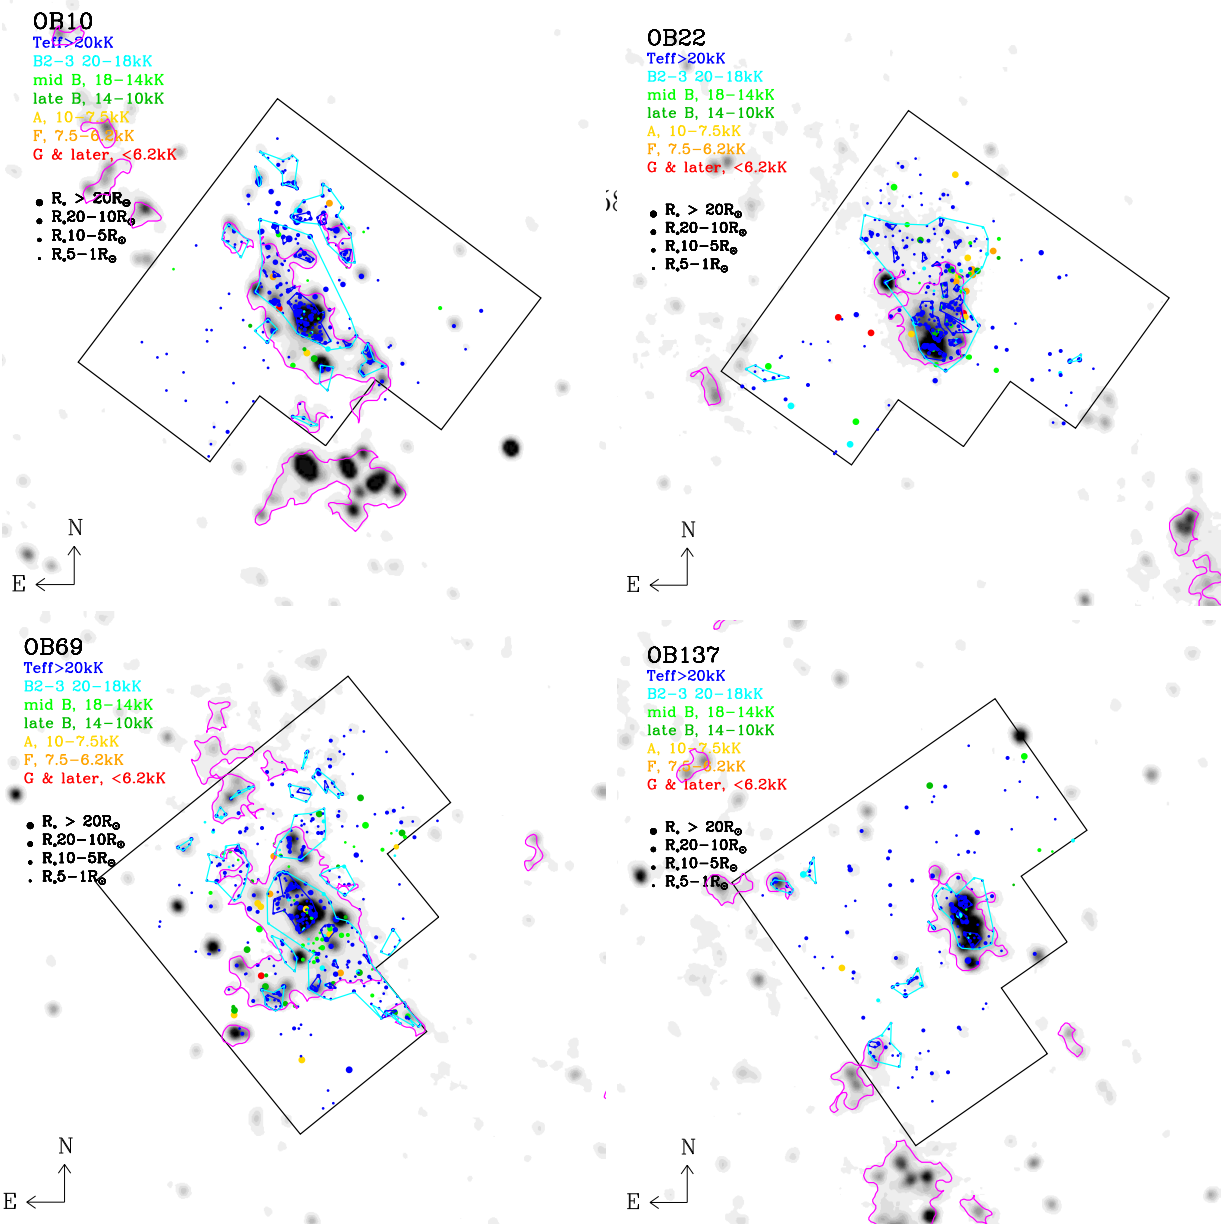 OB10
Teff>20kK
B2-3 20-18kK
mid B, 18-14kK
late B, 14-10kK
A, 10-7.5kK
F, 7.5-6.2kK
G & later, <6.2kK
R* > 20R☉
R*20-10R☉
R*10-5R☉
R*5-1R☉
N
E
OB22
Teff>20kK
B2-3 20-18kK
mid B, 18-14kK
late B, 14-10kK
A, 10-7.5kK
F, 7.5-6.2kK
G & later, <6.2kK
R* > 20R☉
R*20-10R☉
R*10-5R☉
R*5-1R☉
N
E
OB69
Teff>20kK
B2-3 20-18kK
mid B, 18-14kK
late B, 14-10kK
A, 10-7.5kK
F, 7.5-6.2kK
G & later, <6.2kK
R* > 20R☉
R*20-10R☉
R*10-5R☉
R*5-1R☉
N
E
OB137
Teff>20kK
B2-3 20-18kK
mid B, 18-14kK
late B, 14-10kK
A, 10-7.5kK
F, 7.5-6.2kK
G & later, <6.2kK
R* > 20R☉
R*20-10R☉
R*10-5R☉
R*5-1R☉
N
E